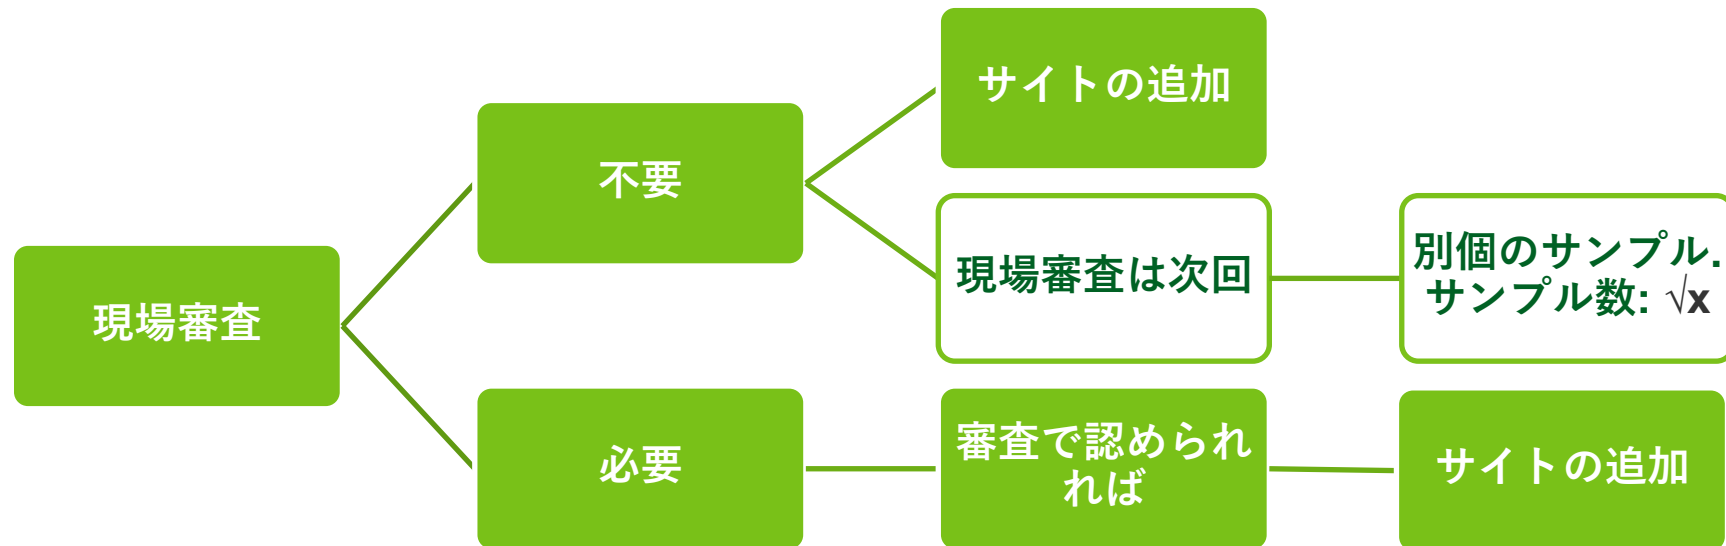 現場審査
不要
サイトの追加
現場審査は次回
別個のサンプル.
サンプル数: √x
必要
審査で認められ
れば
サイトの追加